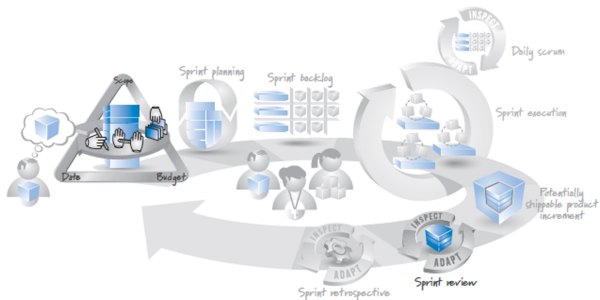 INSPECT
ADAPT
Daily scrum
Scope
Sprint planning
Sprint backlog
Sprint execution
Date
Budget
Potentially
shippable product
increment
INSPECT
ADAPT
Sprint retrospective
INSPECT
ADAPT
Sprint review